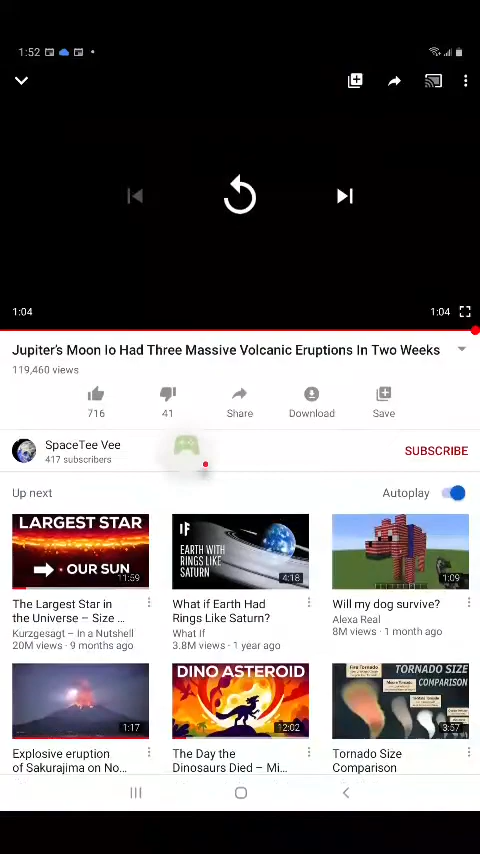 1:52
1:04
1:04
Jupiter's Moon Io Had Three Massive Volcanic Eruptions In Two Weeks
119,460 views
716
41
Share
Download
Save
SpaceTee Vee
417 subscribers
SUBSCRIBE
Up next
Autoplay
LARGEST STAR
OUR SUN
11:59
The Largest Star in
the Universe – Size ...
Kurzgesagt – In a Nutshell
20M views · 9 months ago
EARTH WITH
RINGS LIKE
SATURN
4:18
What if Earth Had
Rings Like Saturn?
What If
3.8M views · 1 year ago
1:09
Will my dog survive?
Alexa Real
8M views · 1 month ago
1:17
Explosive eruption
of Sakurajima on No...
DINO ASTEROID
12:02
The Day the
Dinosaurs Died – Mi...
TORNADO SIZE
COMPARISON
3:57
Tornado Size
Comparison